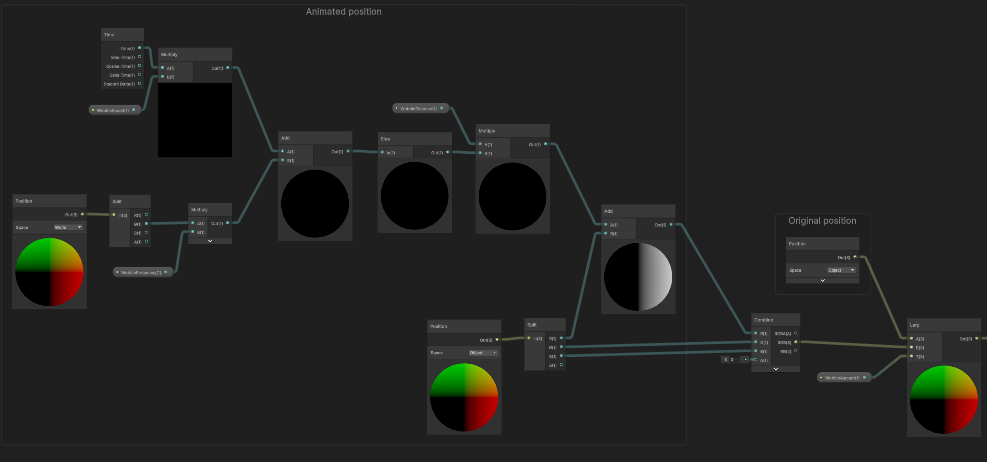 Animated position
Time
Time(1)
Sine Time(1)
Cosine Time(1)
Delta Time(1)
Smooth Delta(1)
Multiply
A(1)
B(1)
Out(1)
WobbleSpeed(1)
Position
Out(3)
Space
World
Split
In(3)
R(1)
G(1)
B(1)
A(1)
Multiply
A(1)
B(1)
Out(1)
WobbleFrequency(1)
Add
A(1)
B(1)
Out(1)
Sine
In(1)
Out(1)
WobbleDistance(1)
Multiply
A(1)
B(1)
Out(1)
Add
A(1)
B(1)
Out(1)
Position
Out(3)
Space
Object
Split
In(3)
R(1)
G(1)
B(1)
A(1)
Combine
R(1)
G(1)
B(1)
A(1)
RGBA(4)
RGB(3)
RG(2)
X 0
Original position
Position
Out(3)
Space
Object
WobbleAmount(1)
Lerp
A(3)
B(3)
T(3)
Out(3)